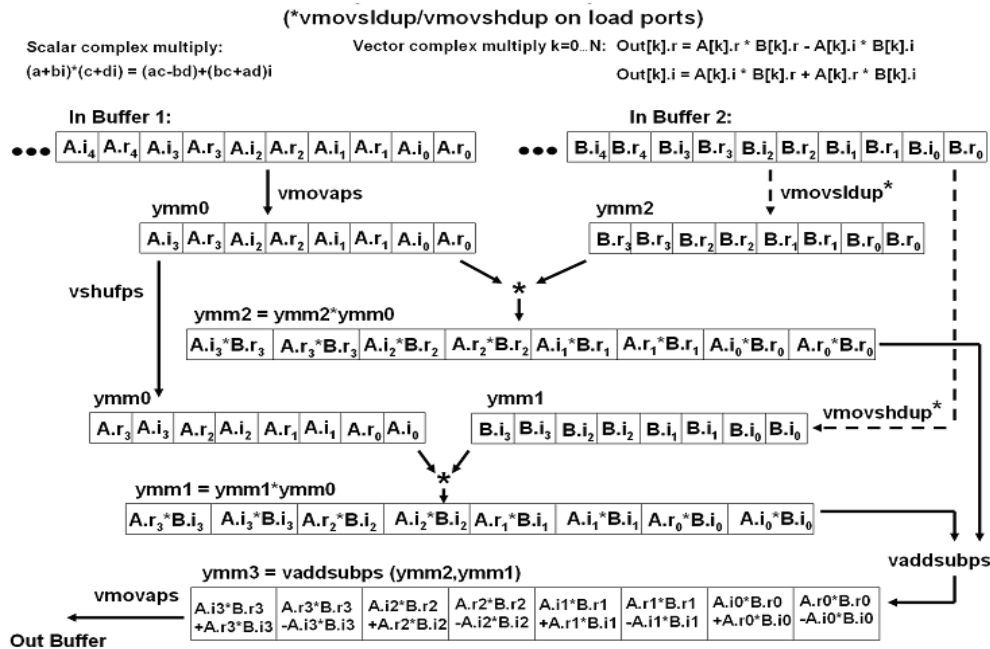 (*vmovsldup/vmovshdup on load ports)
Scalar complex multiply:
(a+bi)*(c+di) = (ac-bd)+(bc+ad)i
Vector complex multiply k=0...N: Out[k].r = A[k].r * B[k].r - A[k].i * B[k].i
Out[k].i = A[k].i * B[k].r + A[k].r * B[k].i
In Buffer 1:
In Buffer 2:
••• A.i₄ A.r₄ A.i₃ A.r₃ A.i₂ A.r₂ A.i₁ A.r₁ A.i₀ A.r₀
••• B.i₄ B.r₄ B.i₃ B.r₃ B.i₂ B.r₂ B.i₁ B.r₁ B.i₀ B.r₀
vmovaps
vmovsldup*
ymm0
ymm2
A.i₃ A.r₃ A.i₂ A.r₂ A.i₁ A.r₁ A.i₀ A.r₀
B.r₃ B.r₃ B.r₂ B.r₂ B.r₁ B.r₁ B.r₀ B.r₀
vshufps
*
ymm2 = ymm2*ymm0
A.i₃*B.r₃ A.r₃*B.r₃ A.i₂*B.r₂ A.r₂*B.r₂ A.i₁*B.r₁ A.r₁*B.r₁ A.i₀*B.r₀ A.r₀*B.r₀
ymm0
ymm1
vmovshdup*
A.r₃ A.i₃ A.r₂ A.i₂ A.r₁ A.i₁ A.r₀ A.i₀
B.i₃ B.i₃ B.i₂ B.i₂ B.i₁ B.i₁ B.i₀ B.i₀
*
ymm1 = ymm1*ymm0
A.r₃*B.i₃ A.i₃*B.i₃ A.r₂*B.i₂ A.i₂*B.i₂ A.r₁*B.i₁ A.i₁*B.i₁ A.r₀*B.i₀ A.i₀*B.i₀
vaddsubps
ymm3 = vaddsubps (ymm2,ymm1)
vmovaps
A.i3*B.r3 A.r3*B.r3 A.i2*B.r2 A.r2*B.r2 A.i1*B.r1 A.r1*B.r1 A.i0*B.r0 A.r0*B.r0
+A.r3*B.i3 -A.i3*B.i3 +A.r2*B.i2 -A.i2*B.i2 +A.r1*B.i1 -A.i1*B.i1 +A.r0*B.i0 -A.i0*B.i0
Out Buffer